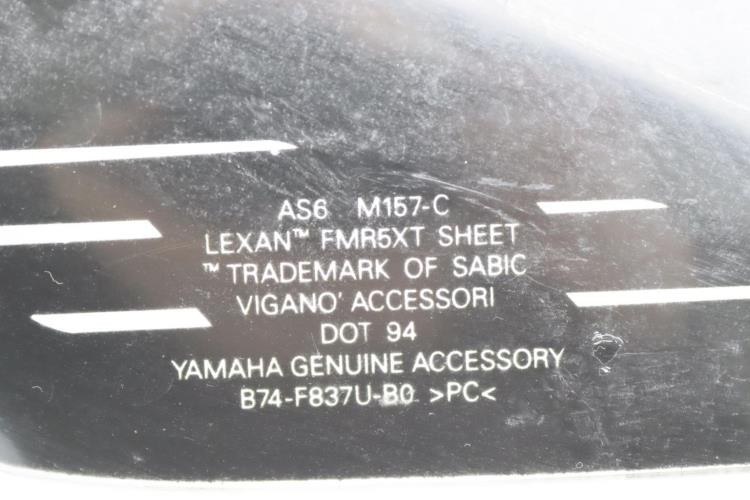 AS6 M157-C
LEXAN™ FMR5XT SHEET
™ TRADEMARK OF SABIC
VIGANO' ACCESSORI
DOT 94
YAMAHA GENUINE ACCESSORY
B74-F837U-B0 >PC<